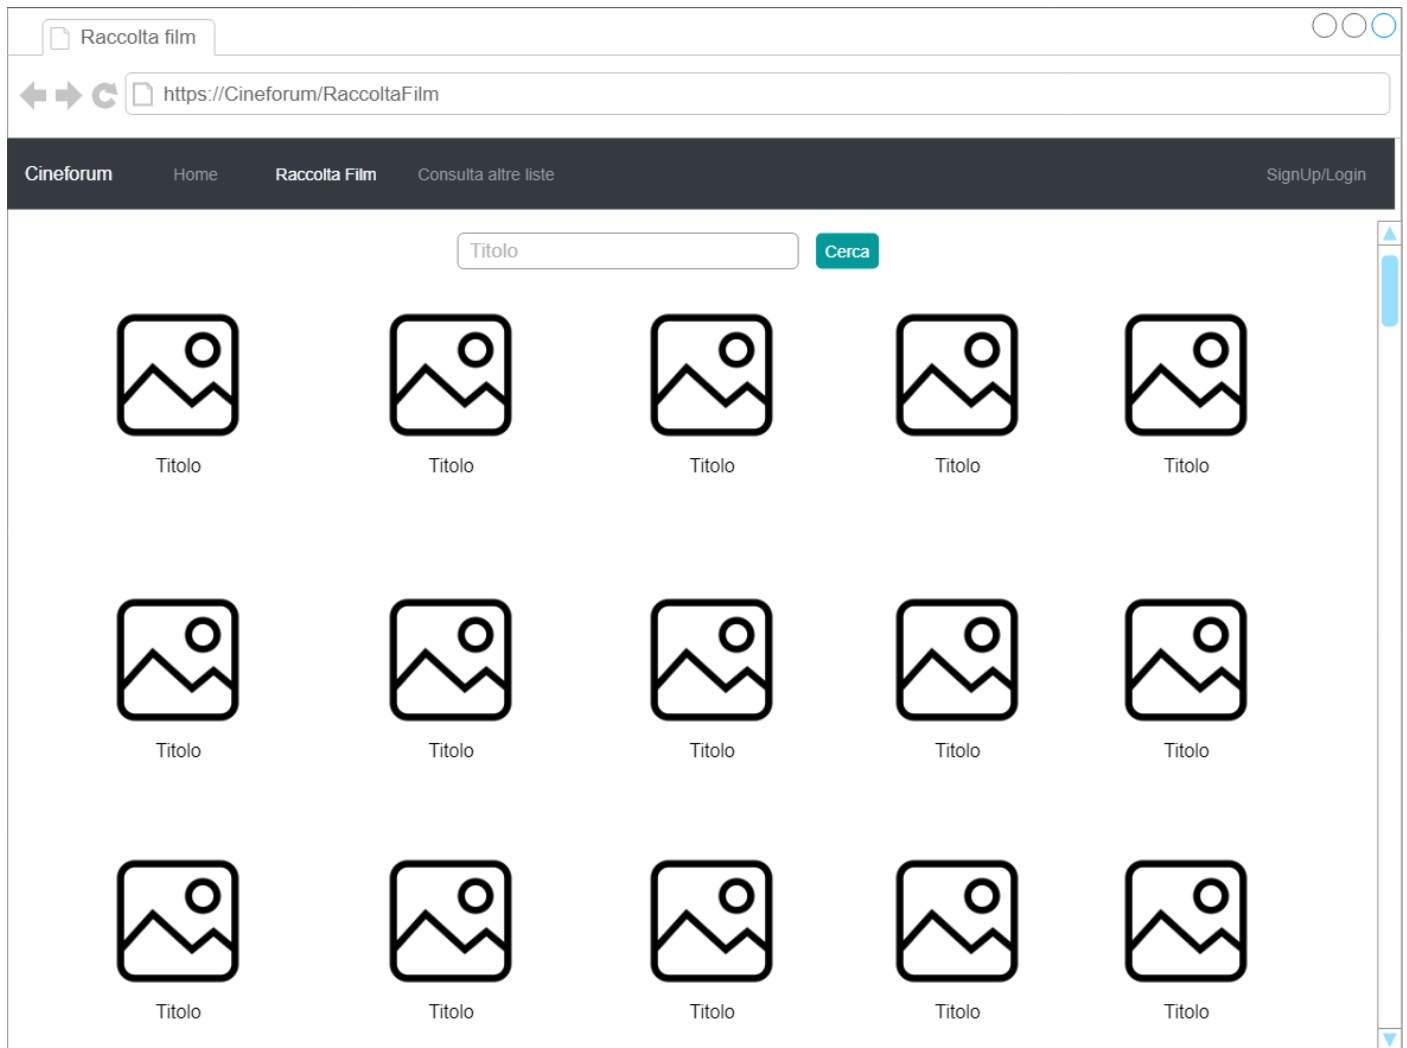 Raccolta film
https://Cineforum/RaccoltaFilm
Cineforum Home Raccolta Film Consulta altre liste SignUp/Login
Titolo Cerca
Titolo Titolo Titolo Titolo Titolo
Titolo Titolo Titolo Titolo Titolo
Titolo Titolo Titolo Titolo Titolo